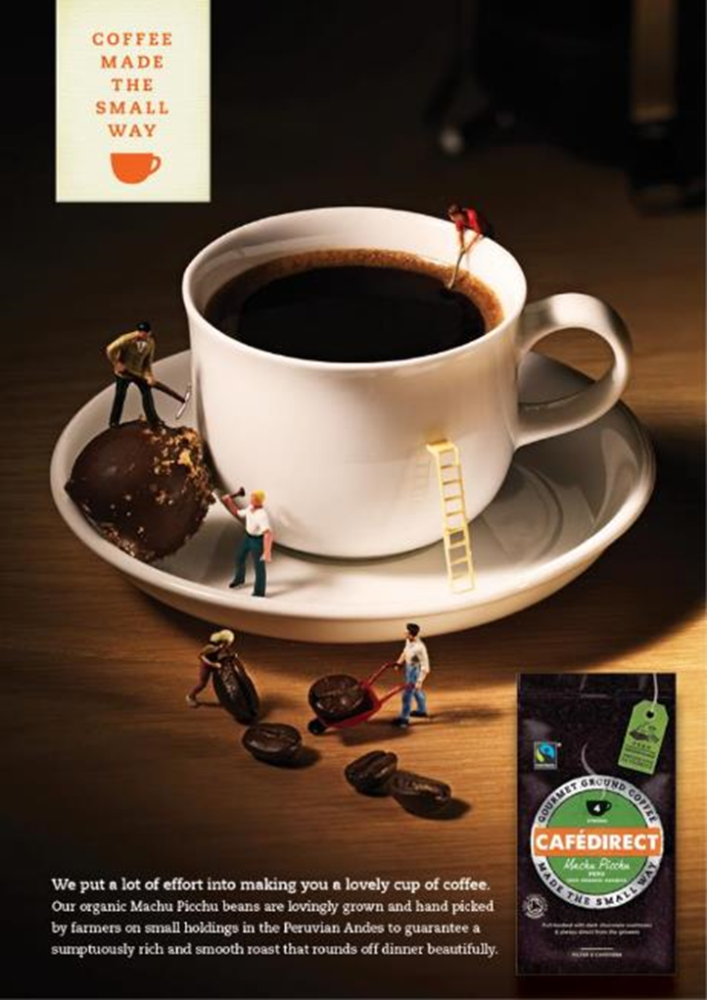 COFFEE
MADE
THE
SMALL
WAY
We put a lot of effort into making you a lovely cup of coffee.
Our organic Machu Picchu beans are lovingly grown and hand picked
by farmers on small holdings in the Peruvian Andes to guarantee a
sumptuously rich and smooth roast that rounds off dinner beautifully.
GOURMET GROUND COFFEE
4
STRONG
CAFÉDIRECT
Machu Picchu
PERU
MADE THE SMALL WAY